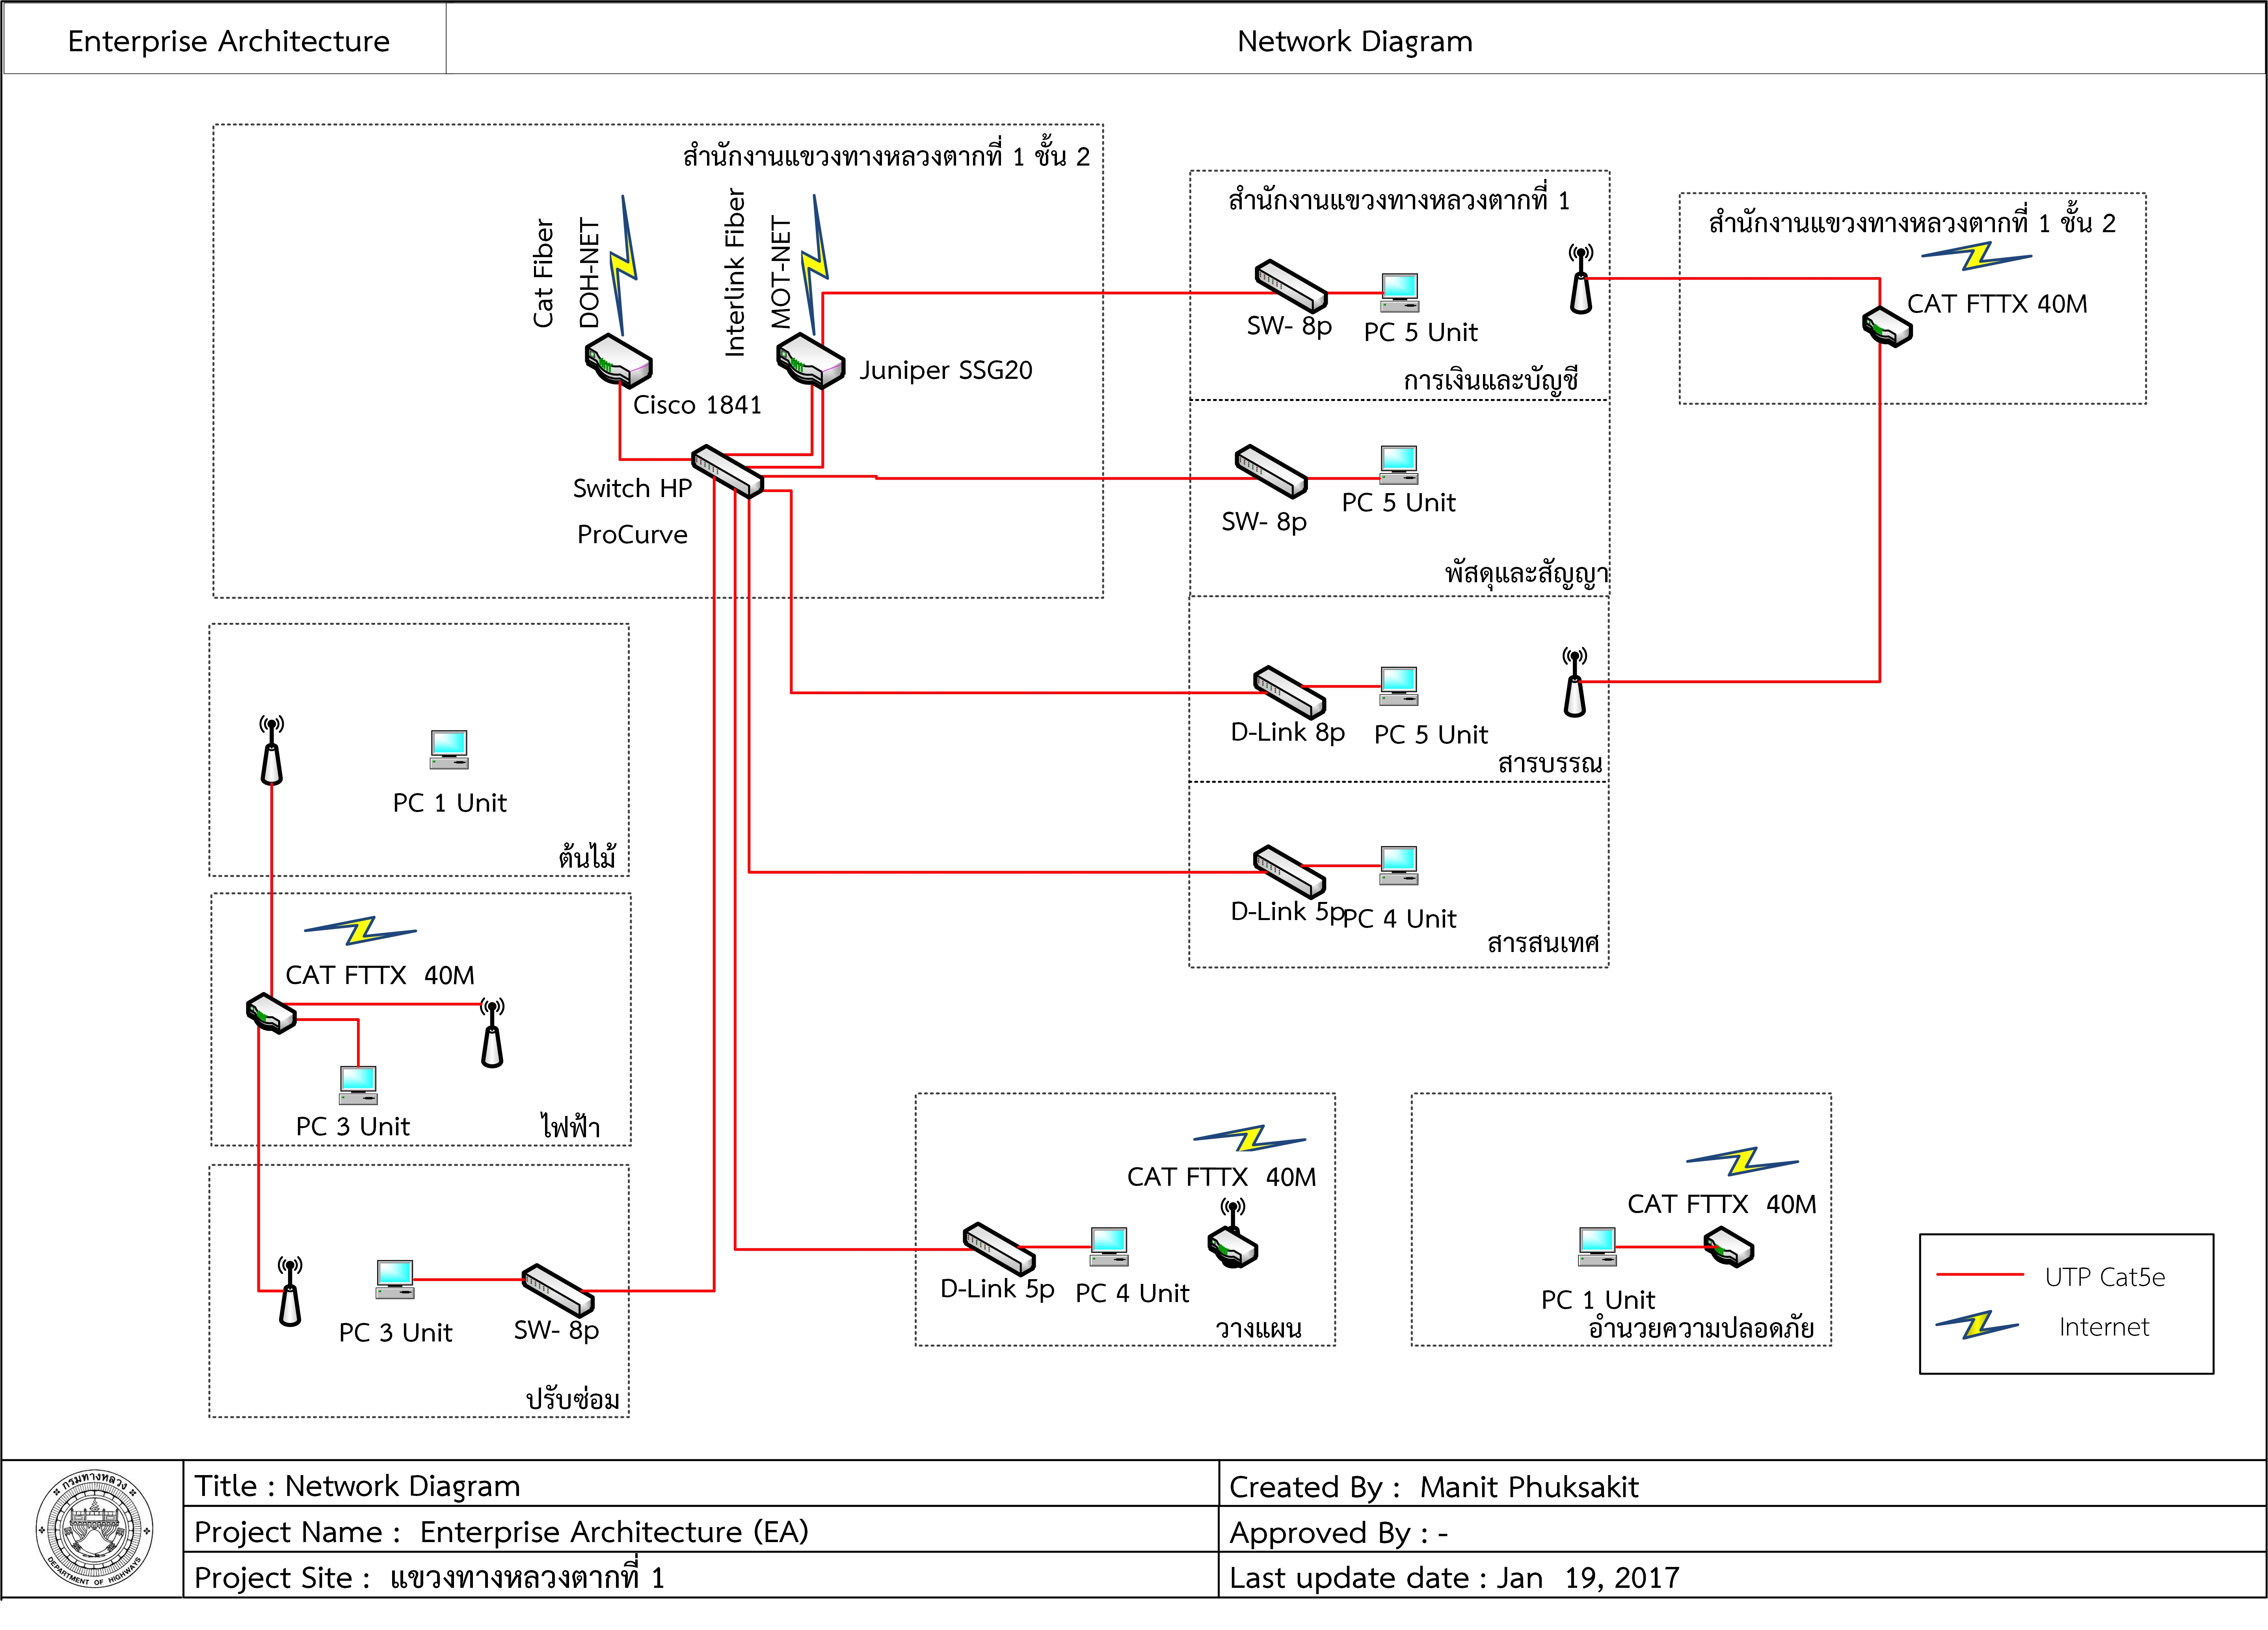 Enterprise Architecture
Network Diagram
สำนักงานแขวงทางหลวงตากที่ 1 ชั้น 2
Cat Fiber
DOH-NET
Interlink Fiber
MOT-NET
Cisco 1841
Juniper SSG20
Switch HP
ProCurve
สำนักงานแขวงทางหลวงตากที่ 1
SW- 8p
PC 5 Unit
การเงินและบัญชี
SW- 8p
PC 5 Unit
พัสดุและสัญญา
D-Link 8p
PC 5 Unit
สารบรรณ
D-Link 5p
PC 4 Unit
สารสนเทศ
สำนักงานแขวงทางหลวงตากที่ 1 ชั้น 2
CAT FTTX 40M
PC 1 Unit
ต้นไม้
CAT FTTX 40M
PC 3 Unit
ไฟฟ้า
PC 3 Unit
SW- 8p
ปรับซ่อม
CAT FTTX 40M
D-Link 5p
PC 4 Unit
วางแผน
CAT FTTX 40M
PC 1 Unit
อำนวยความปลอดภัย
UTP Cat5e
Internet
กรมทางหลวง
DEPARTMENT OF HIGHWAYS
Title : Network Diagram
Created By : Manit Phuksakit
Project Name : Enterprise Architecture (EA)
Approved By : -
Project Site : แขวงทางหลวงตากที่ 1
Last update date : Jan 19, 2017